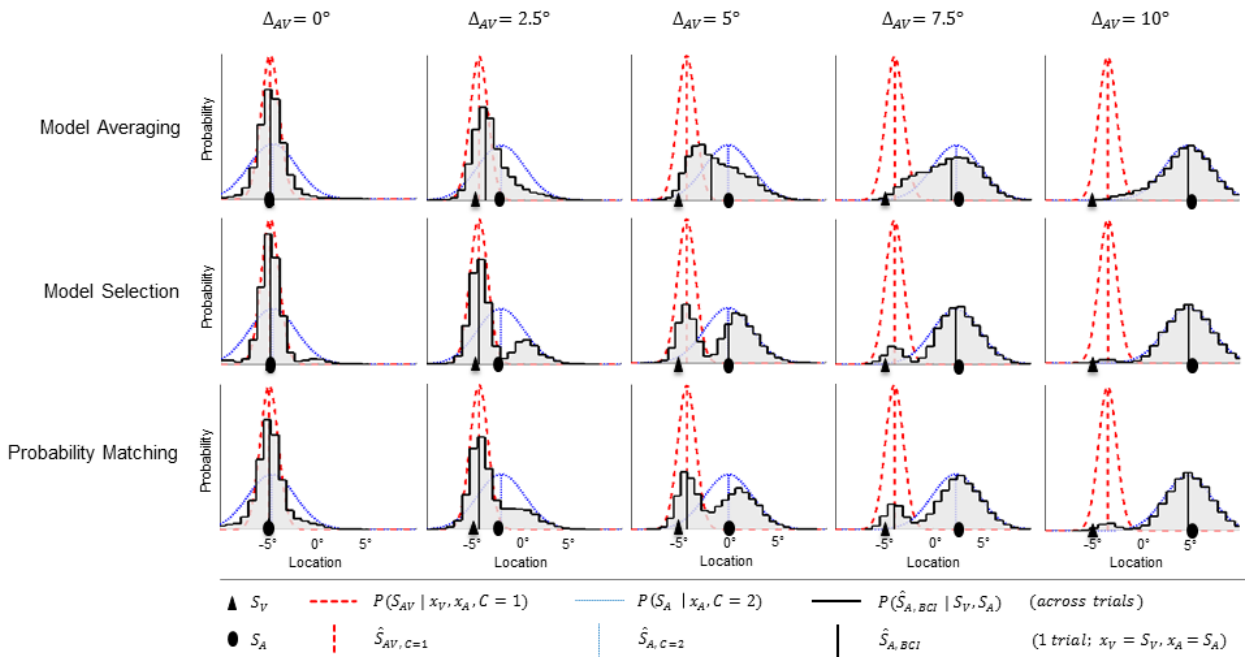 Δ_AV = 0° Δ_AV = 2.5° Δ_AV = 5° Δ_AV = 7.5° Δ_AV = 10°
Model Averaging
Probability
Model Selection
Probability
Probability Matching
Probability
-5° 0° 5° -5° 0° 5° -5° 0° 5° -5° 0° 5° -5° 0° 5°
Location Location Location Location Location
S_V P(S_AV | x_V, x_A, C = 1) P(S_A | x_A, C = 2) P(Ŝ_A,BCI | S_V, S_A) (across trials)
S_A Ŝ_AV,C=1 Ŝ_A,C=2 Ŝ_A,BCI (1 trial; x_V = S_V, x_A = S_A)